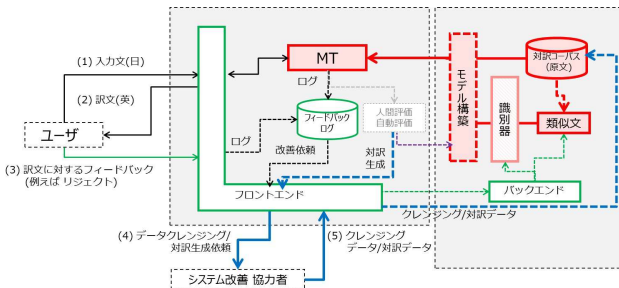 (1) 入力文(日)
(2) 訳文(英)
ユーザ
(3) 訳文に対するフィードバック
(例えば リジェクト)
MT
ログ
フィードバック
ログ
ログ
改善依頼
人間評価
自動評価
対訳
生成
フロントエンド
モデル構築
識別器
対訳コーパス
(原文)
類似文
バックエンド
クレンジング/対訳データ
(4) データクレンジング/
対訳生成依頼
(5) クレンジング
データ/対訳データ
システム改善 協力者